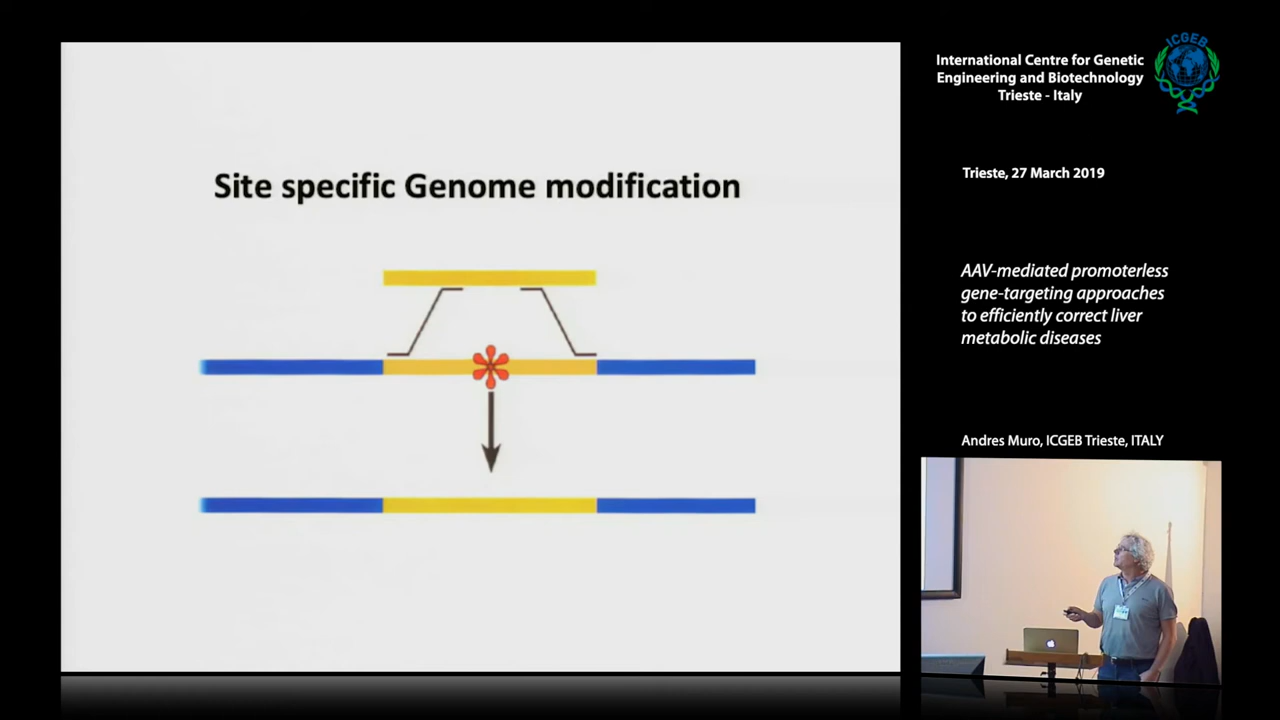 Site specific Genome modification
ICGEB
International Centre for Genetic
Engineering and Biotechnology
Trieste - Italy
Trieste, 27 March 2019
AAV-mediated promoterless
gene-targeting approaches
to efficiently correct liver
metabolic diseases
Andres Muro, ICGEB Trieste, ITALY